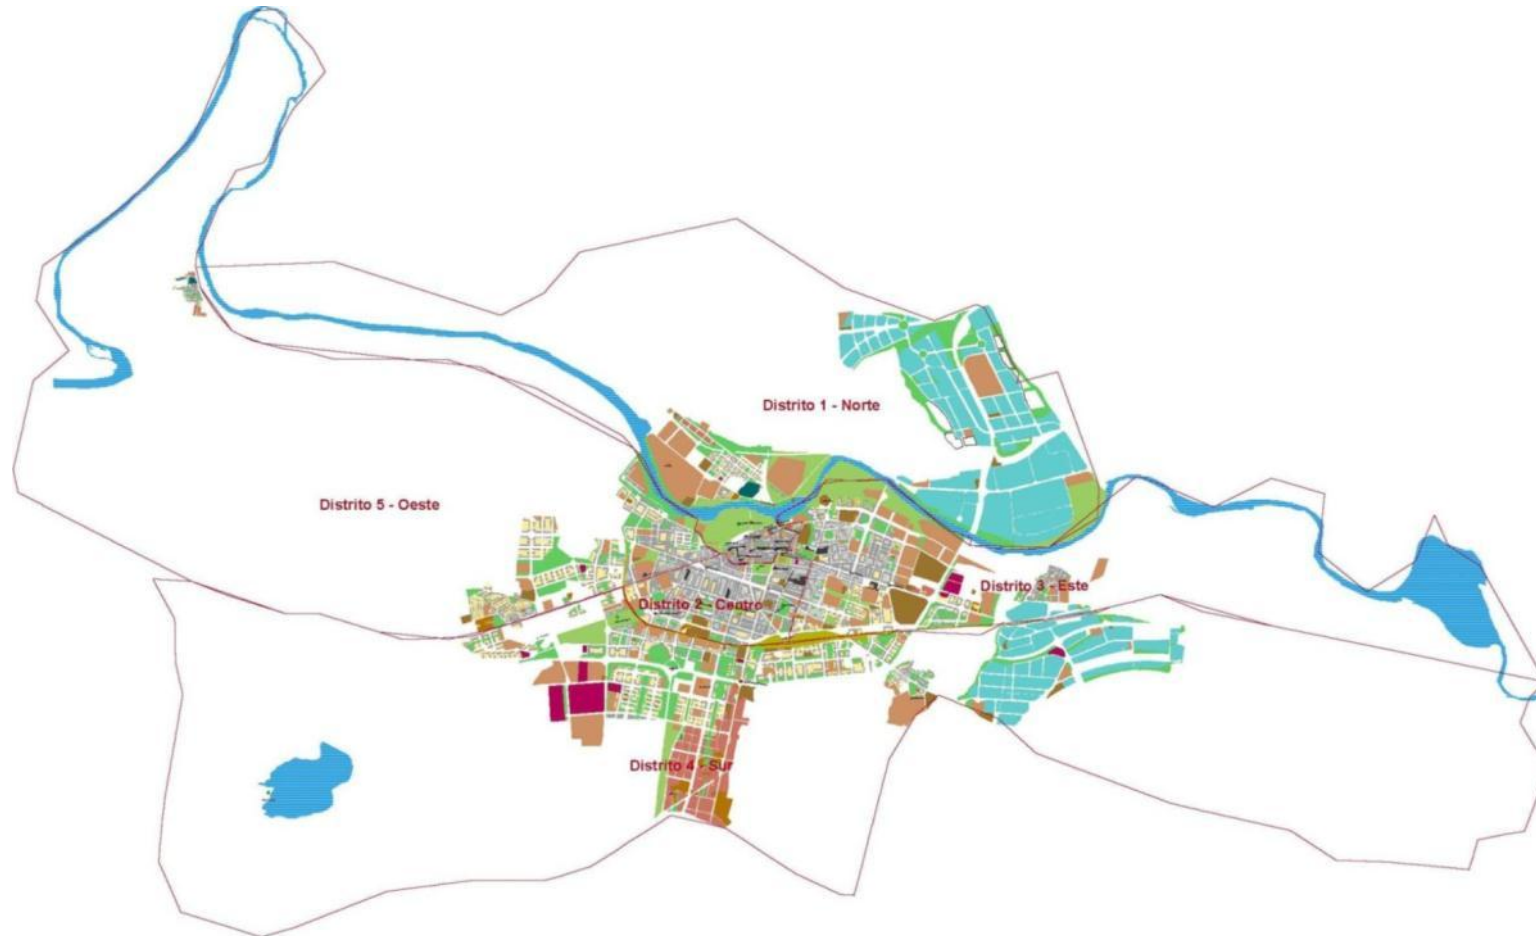 Distrito 1 - Norte
Distrito 5 - Oeste
Distrito 3 - Este
Distrito 2 - Centro
Distrito 4 - Sur